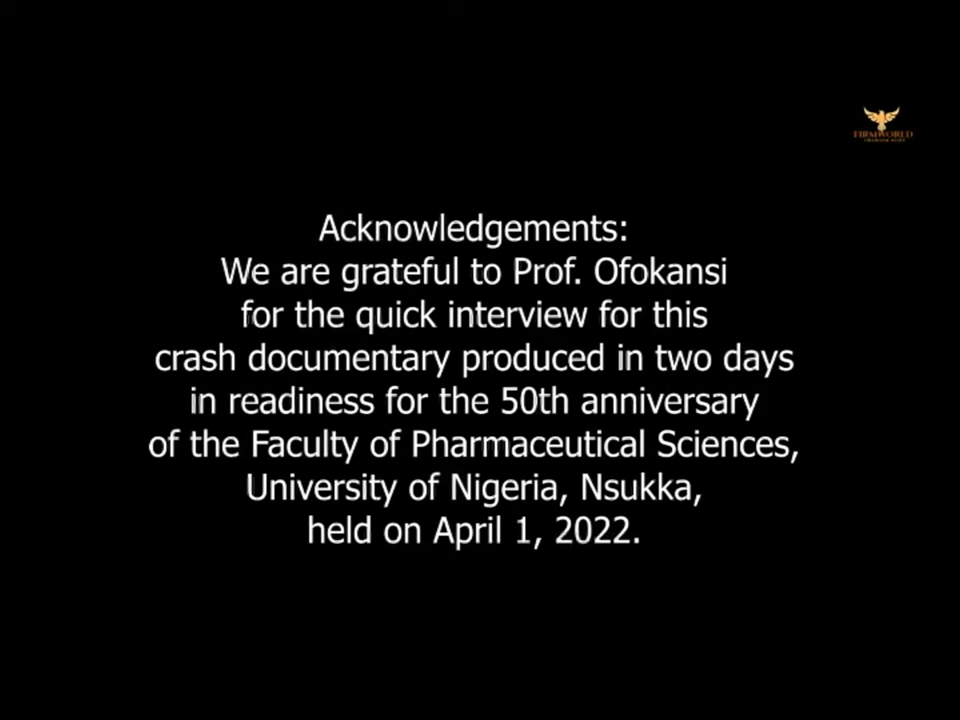 FIRMWORLD
Acknowledgements:
We are grateful to Prof. Ofokansi
for the quick interview for this
crash documentary produced in two days
in readiness for the 50th anniversary
of the Faculty of Pharmaceutical Sciences,
University of Nigeria, Nsukka,
held on April 1, 2022.